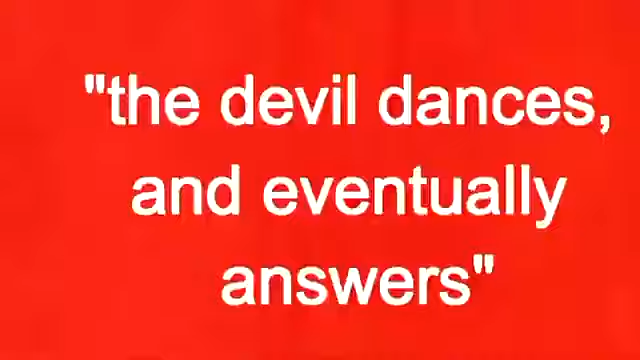 "the devil dances,
and eventually
answers"